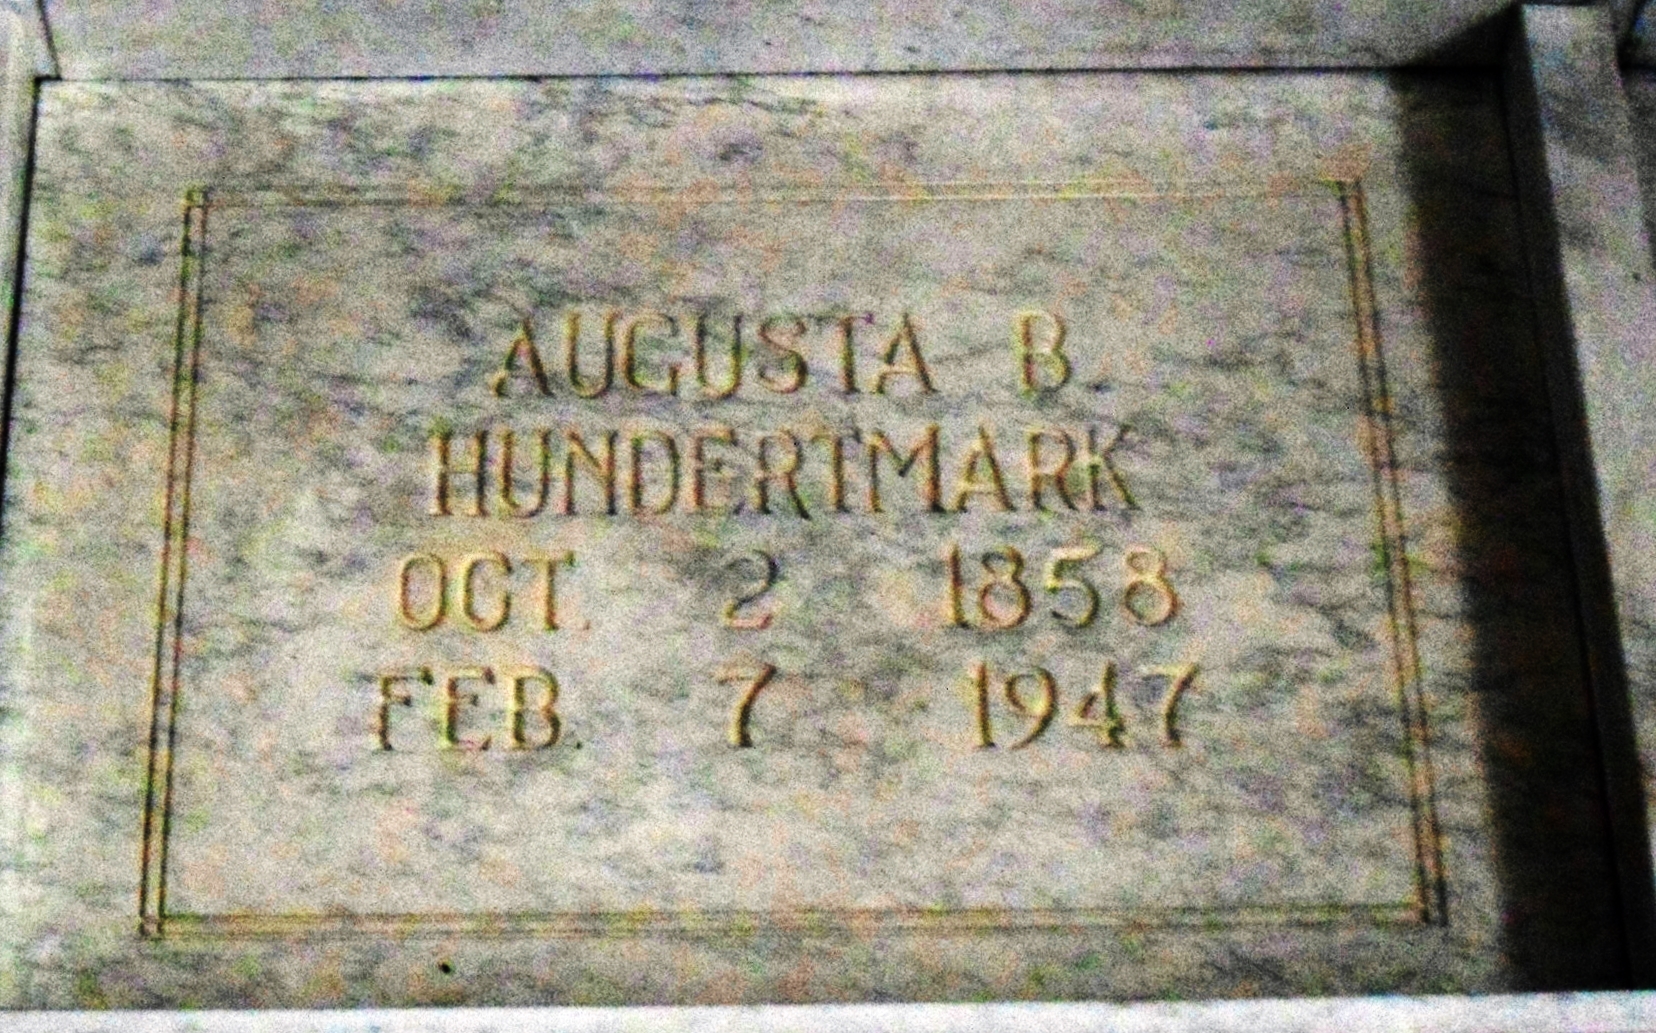 AUGUSTA B
HUNDERTMARK
OCT. 2 1858
FEB. 7 1947